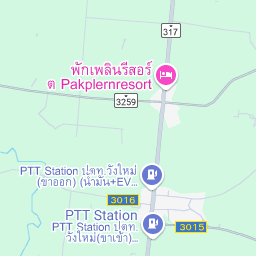 317
พักเพลินรีสอร์
ต Pakplernresort
3259
PTT Station ปตท.วังใหม่
(ขาออก) (น้ำมัน+EV...
3016
PTT Station
PTT Station ปตท.
วังใหม่(ขาเข้า)...
3015